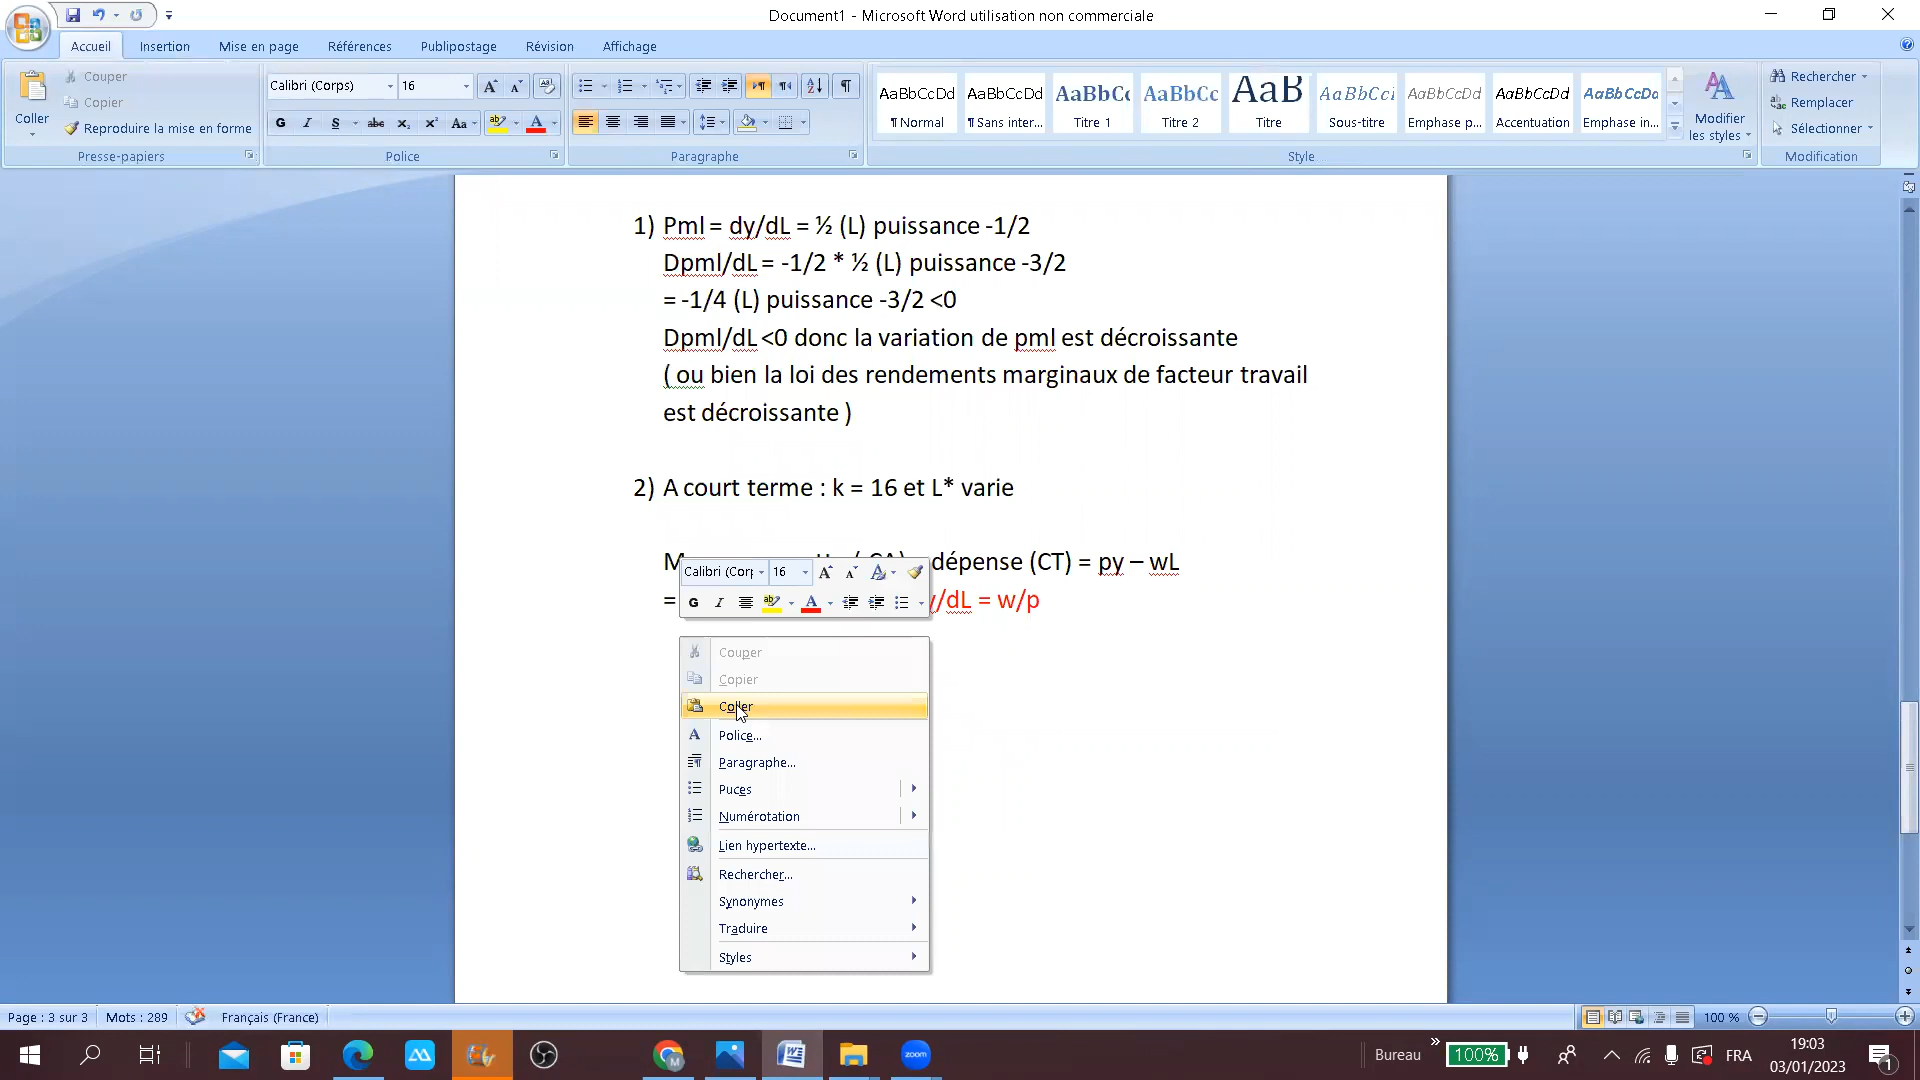 Document1 - Microsoft Word utilisation non commerciale
Accueil Insertion Mise en page Références Publipostage Révision Affichage
Coller
Couper
Copier
Reproduire la mise en forme
Presse-papiers
Calibri (Corps) 16
G I S abc x₂ x² Aa
Police
Paragraphe
AaBbCcDd AaBbCcDd AaBbCc AaBbCc AaB AaBbCcI AaBbCcDd AaBbCcDd AaBbCcDd
¶ Normal ¶ Sans inter... Titre 1 Titre 2 Titre Sous-titre Emphase p... Accentuation Emphase in...
Modifier
les styles
Style
Rechercher
Remplacer
Sélectionner
Modification
1) Pml = dy/dL = ½ (L) puissance -1/2
Dpml/dL = -1/2 * ½ (L) puissance -3/2
= -1/4 (L) puissance -3/2 <0
Dpml/dL <0 donc la variation de pml est décroissante
( ou bien la loi des rendements marginaux de facteur travail
est décroissante )
2) A court terme : k = 16 et L* varie
dépense (CT) = py – wL
= y/dL = w/p
Calibri (Corp 16
G I
Couper
Copier
Coller
Police...
Paragraphe...
Puces
Numérotation
Lien hypertexte...
Rechercher...
Synonymes
Traduire
Styles
Page : 3 sur 3 Mots : 289 Français (France) 100 %
zoom
Bureau » 100% FRA 19:03
03/01/2023 1